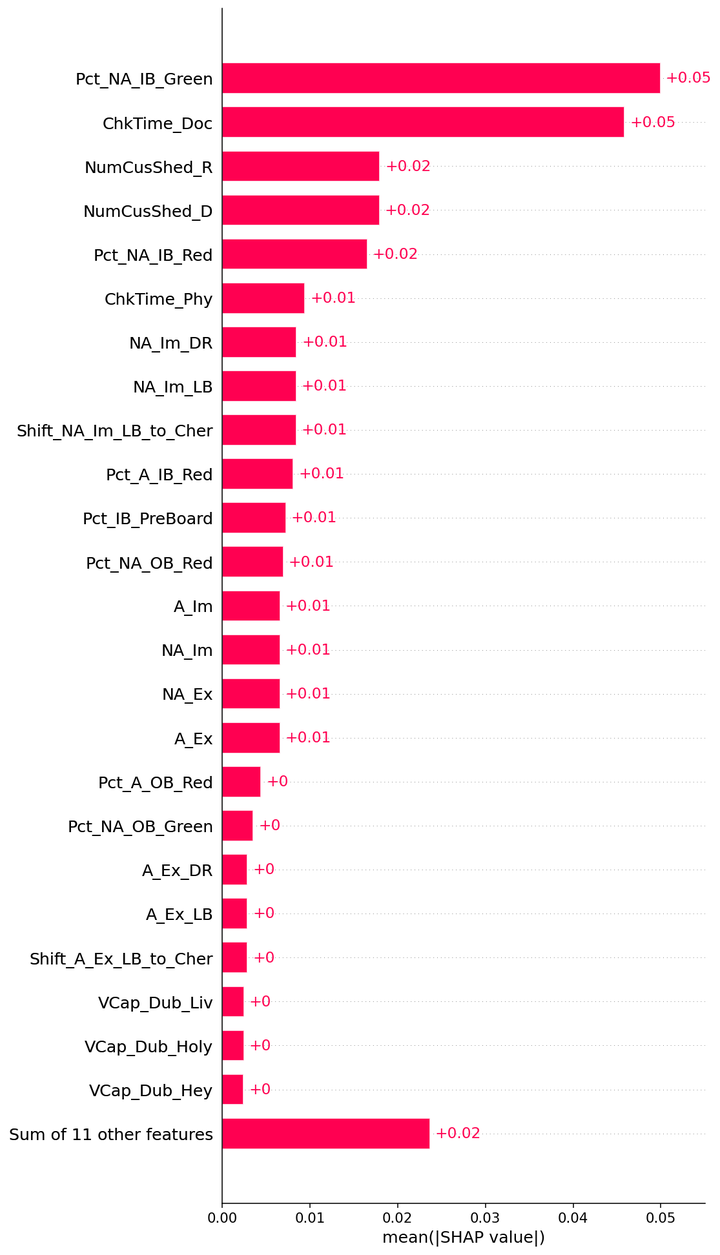 Pct_NA_IB_Green +0.05
ChkTime_Doc +0.05
NumCusShed_R +0.02
NumCusShed_D +0.02
Pct_NA_IB_Red +0.02
ChkTime_Phy +0.01
NA_Im_DR +0.01
NA_Im_LB +0.01
Shift_NA_Im_LB_to_Cher +0.01
Pct_A_IB_Red +0.01
Pct_IB_PreBoard +0.01
Pct_NA_OB_Red +0.01
A_Im +0.01
NA_Im +0.01
NA_Ex +0.01
A_Ex +0.01
Pct_A_OB_Red +0
Pct_NA_OB_Green +0
A_Ex_DR +0
A_Ex_LB +0
Shift_A_Ex_LB_to_Cher +0
VCap_Dub_Liv +0
VCap_Dub_Holy +0
VCap_Dub_Hey +0
Sum of 11 other features +0.02
0.00 0.01 0.02 0.03 0.04 0.05
mean(|SHAP value|)